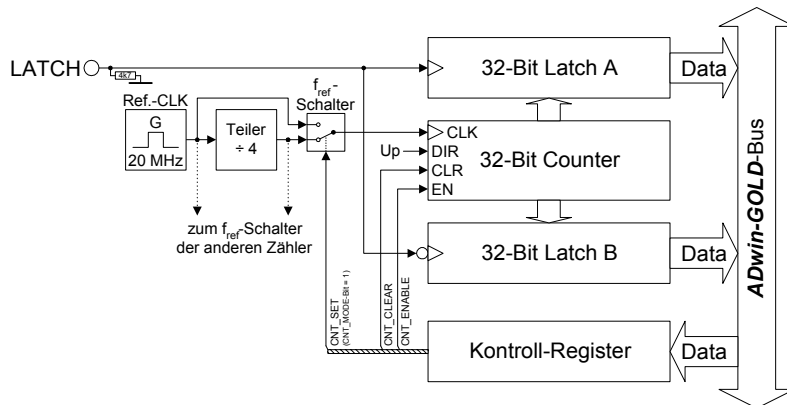 LATCH
4k7
32-Bit Latch A
Data
f_ref-
Schalter
Ref.-CLK
G
20 MHz
Teiler
÷ 4
CLK
Up
DIR
32-Bit Counter
CLR
EN
zum f_ref-Schalter
der anderen Zähler
32-Bit Latch B
Data
CNT_SET
(CNT_MODE-Bit = 1)
CNT_CLEAR
CNT_ENABLE
Kontroll-Register
Data
ADwin-GOLD-Bus